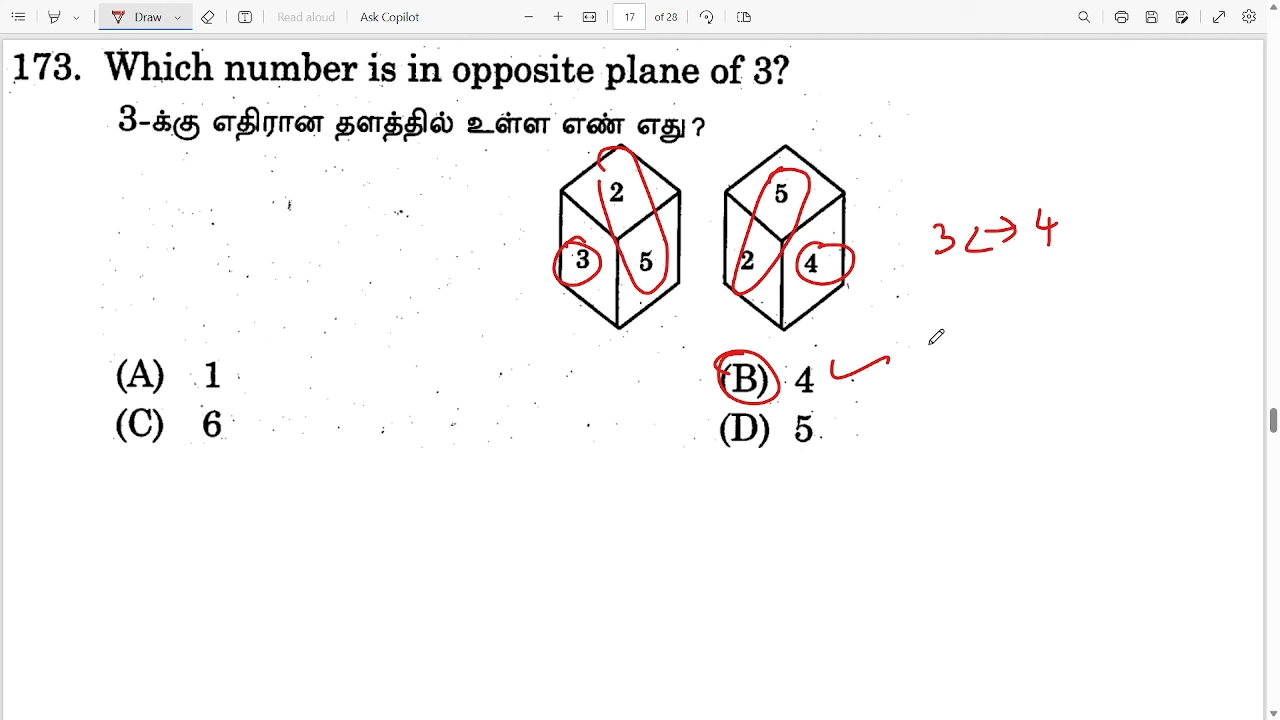 Draw
Read aloud
Ask Copilot
17 of 28
173. Which number is in opposite plane of 3?
3-க்கு எதிரான தளத்தில் உள்ள எண் எது?
2 5
3 5 2 4
3 <-> 4
(A) 1 (B) 4
(C) 6 (D) 5